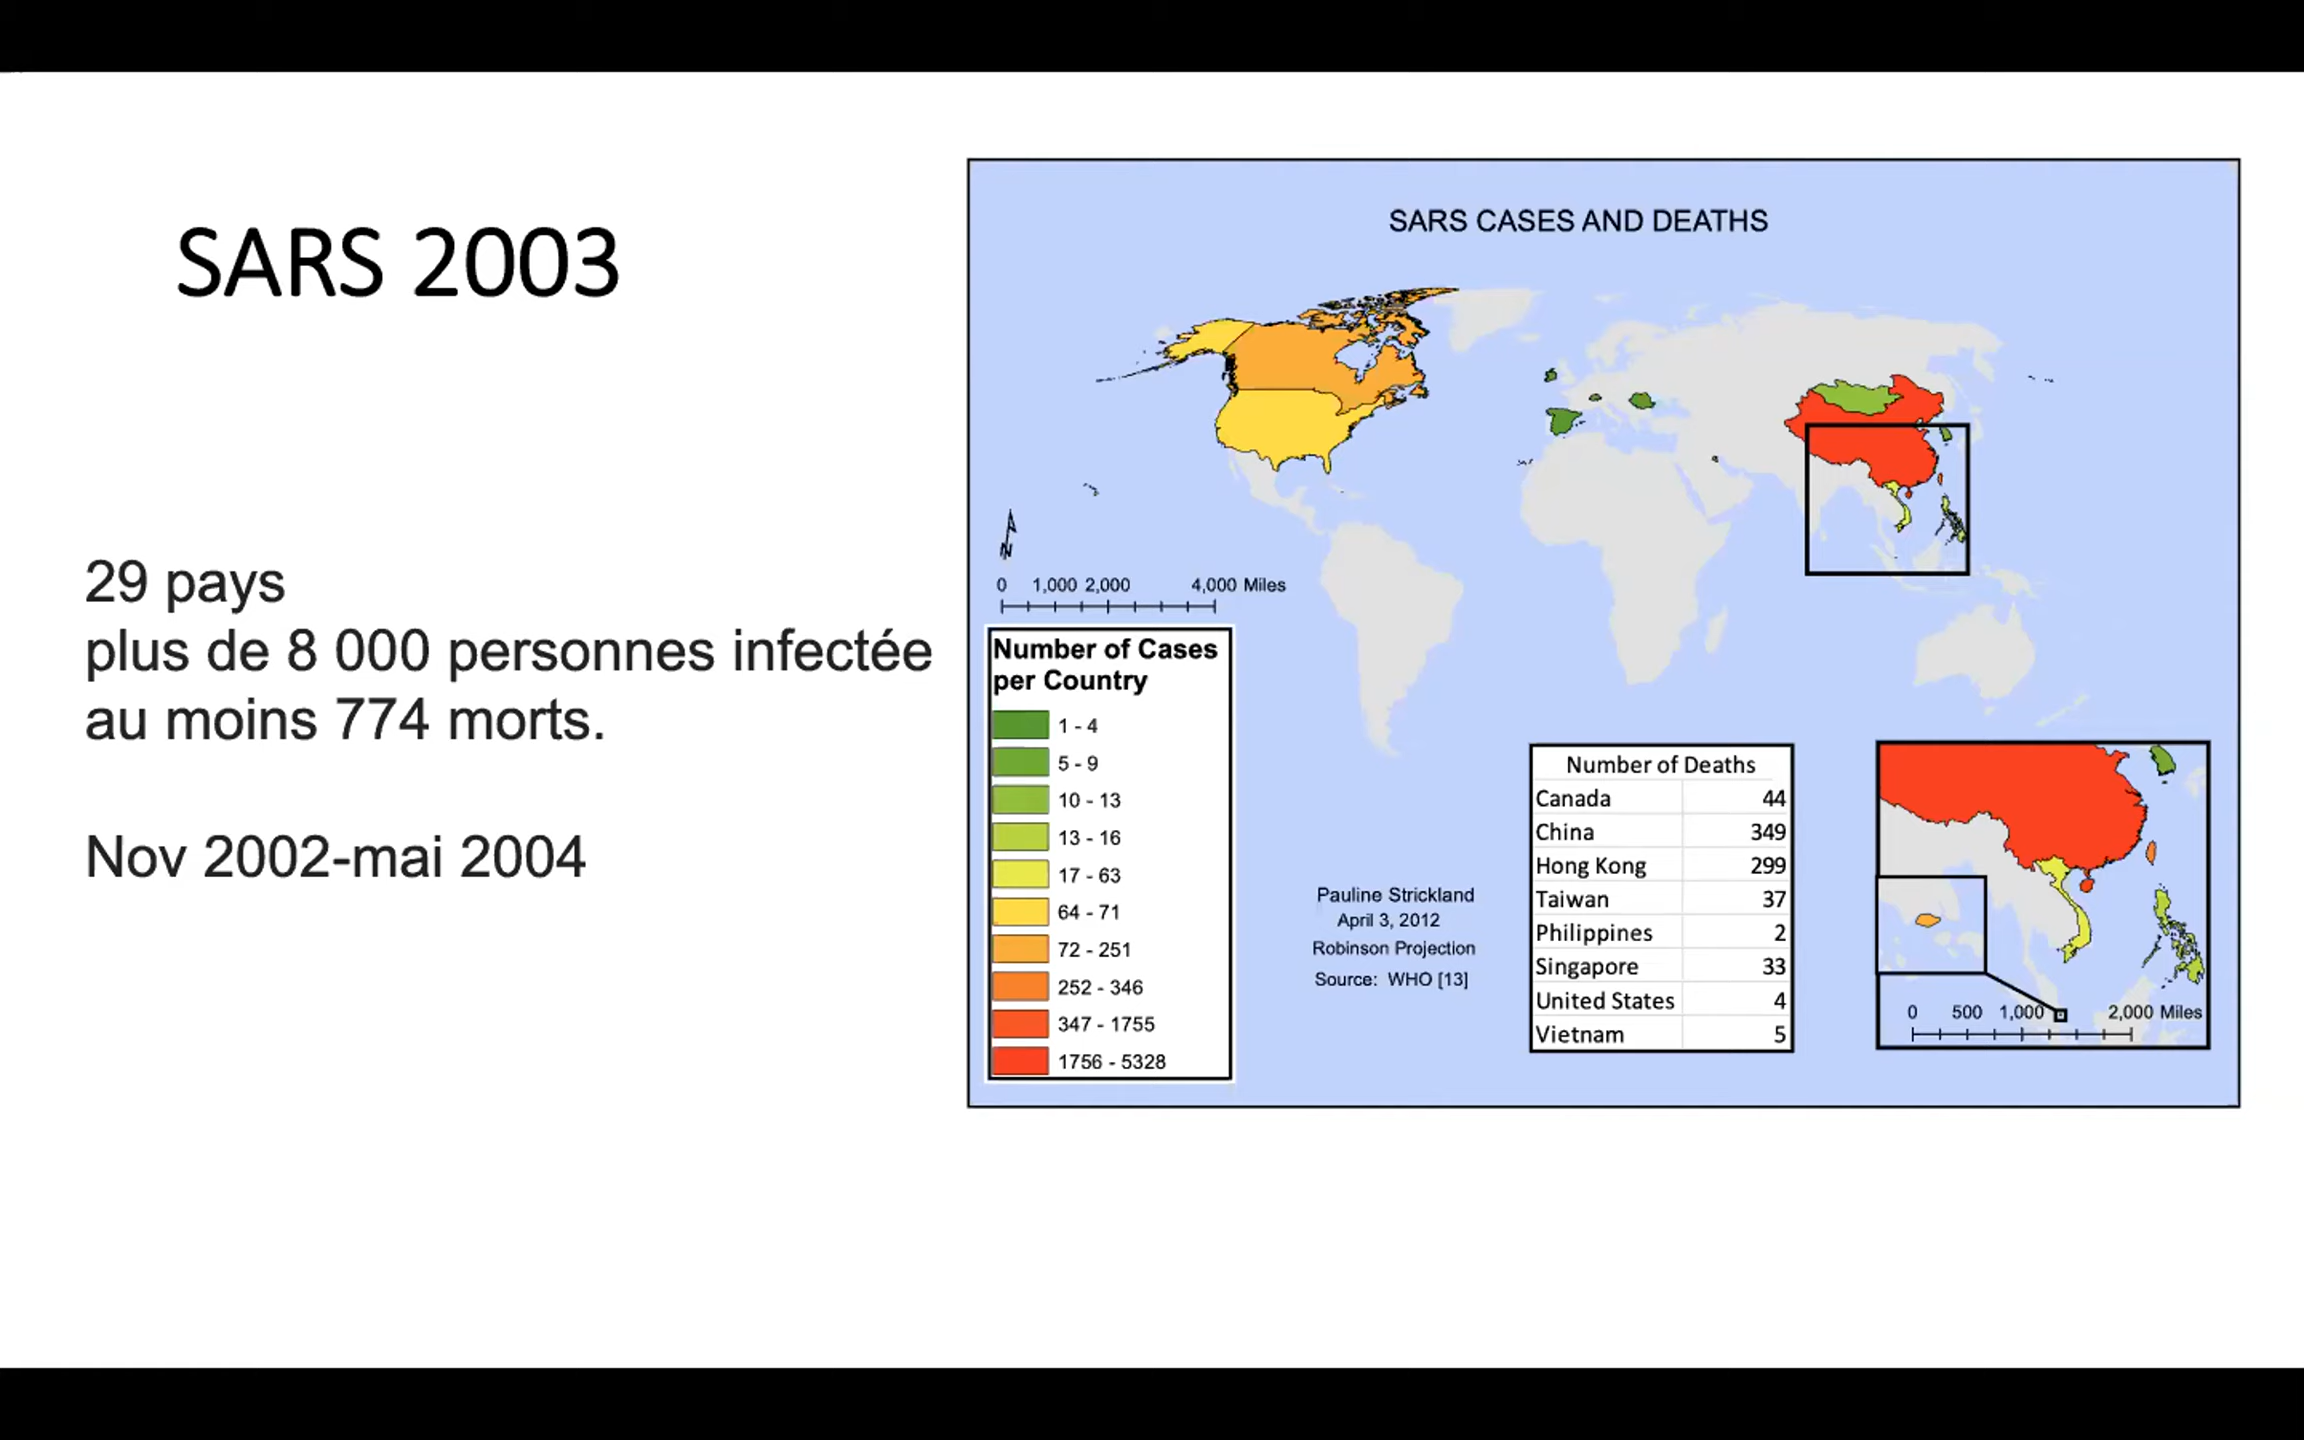 SARS 2003
29 pays
plus de 8 000 personnes infectée
au moins 774 morts.
Nov 2002-mai 2004
SARS CASES AND DEATHS
N
0 1,000 2,000 4,000 Miles
Number of Cases
per Country
1 - 4
5 - 9
10 - 13
13 - 16
17 - 63
64 - 71
72 - 251
252 - 346
347 - 1755
1756 - 5328
Pauline Strickland
April 3, 2012
Robinson Projection
Source: WHO [13]
Number of Deaths
Canada 44
China 349
Hong Kong 299
Taiwan 37
Philippines 2
Singapore 33
United States 4
Vietnam 5
0 500 1,000 2,000 Miles